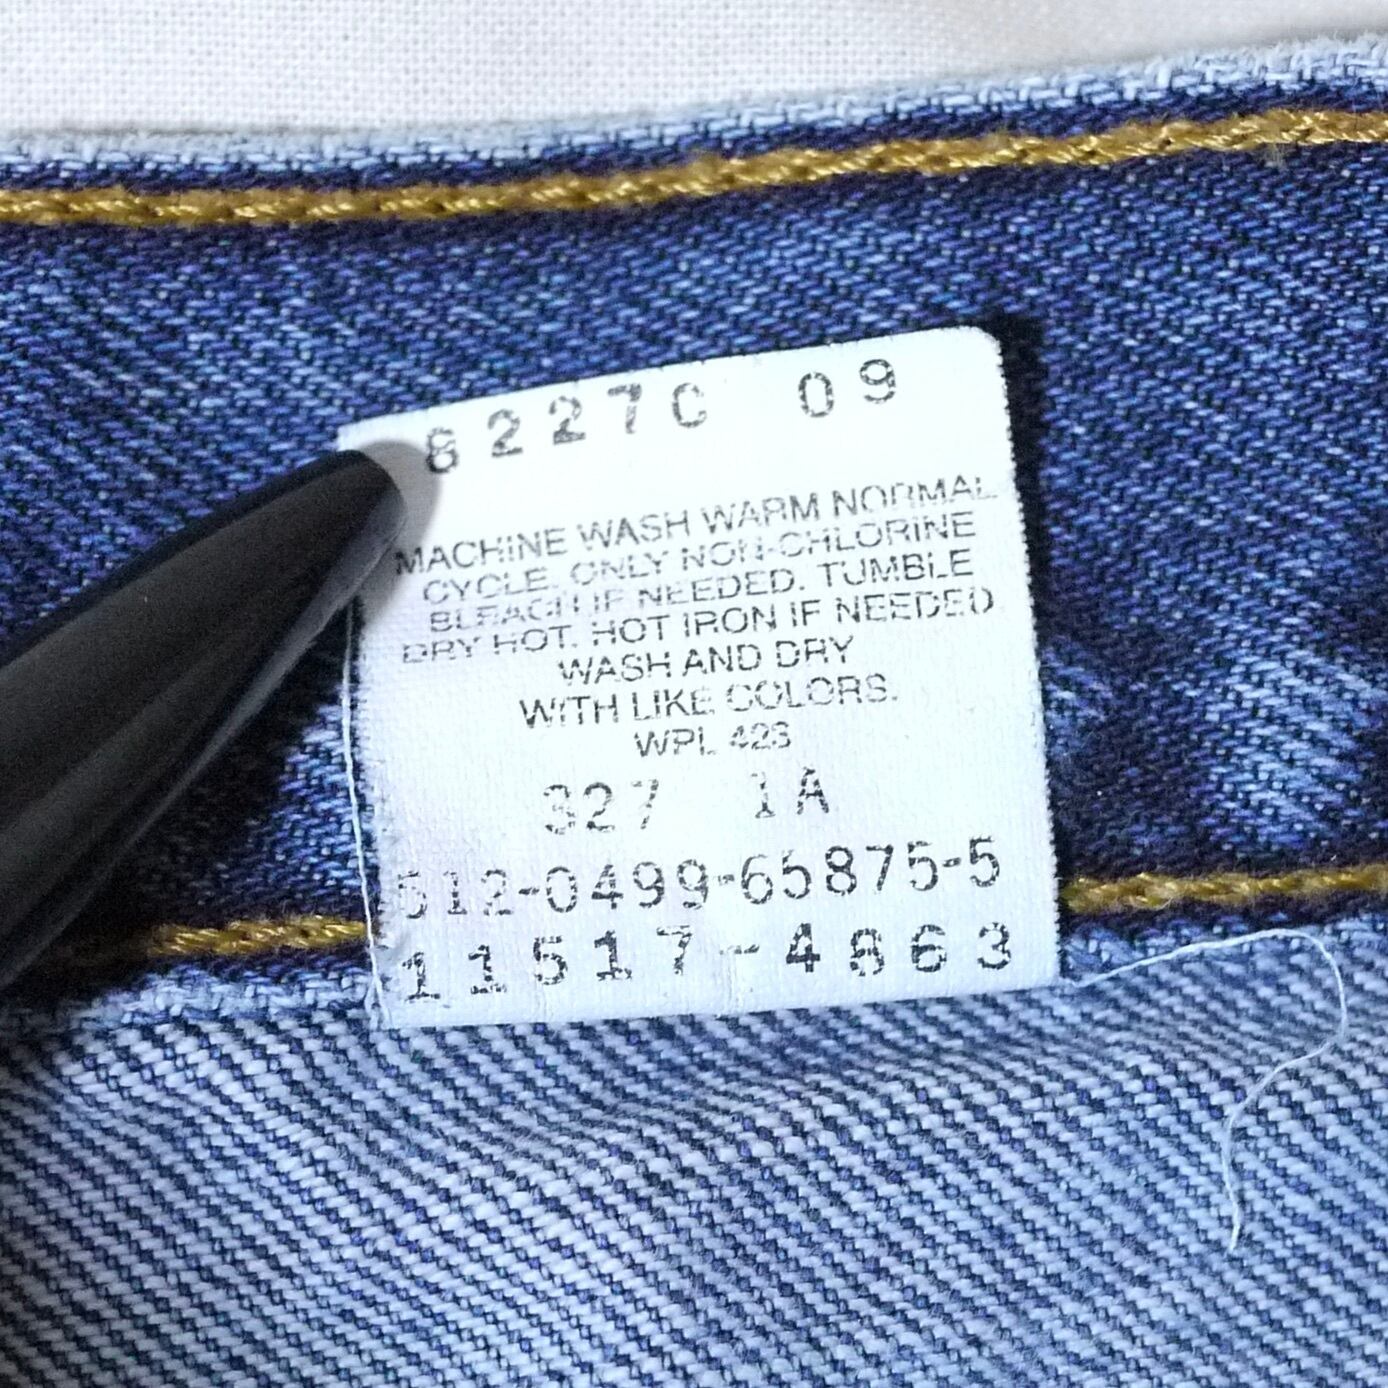 6227C 09
MACHINE WASH WARM NORMAL
CYCLE. ONLY NON-CHLORINE
BLEACH IF NEEDED. TUMBLE
DRY HOT. HOT IRON IF NEEDED
WASH AND DRY
WITH LIKE COLORS.
WPL 423
327 1A
512-0499-65875-5
11517-4863